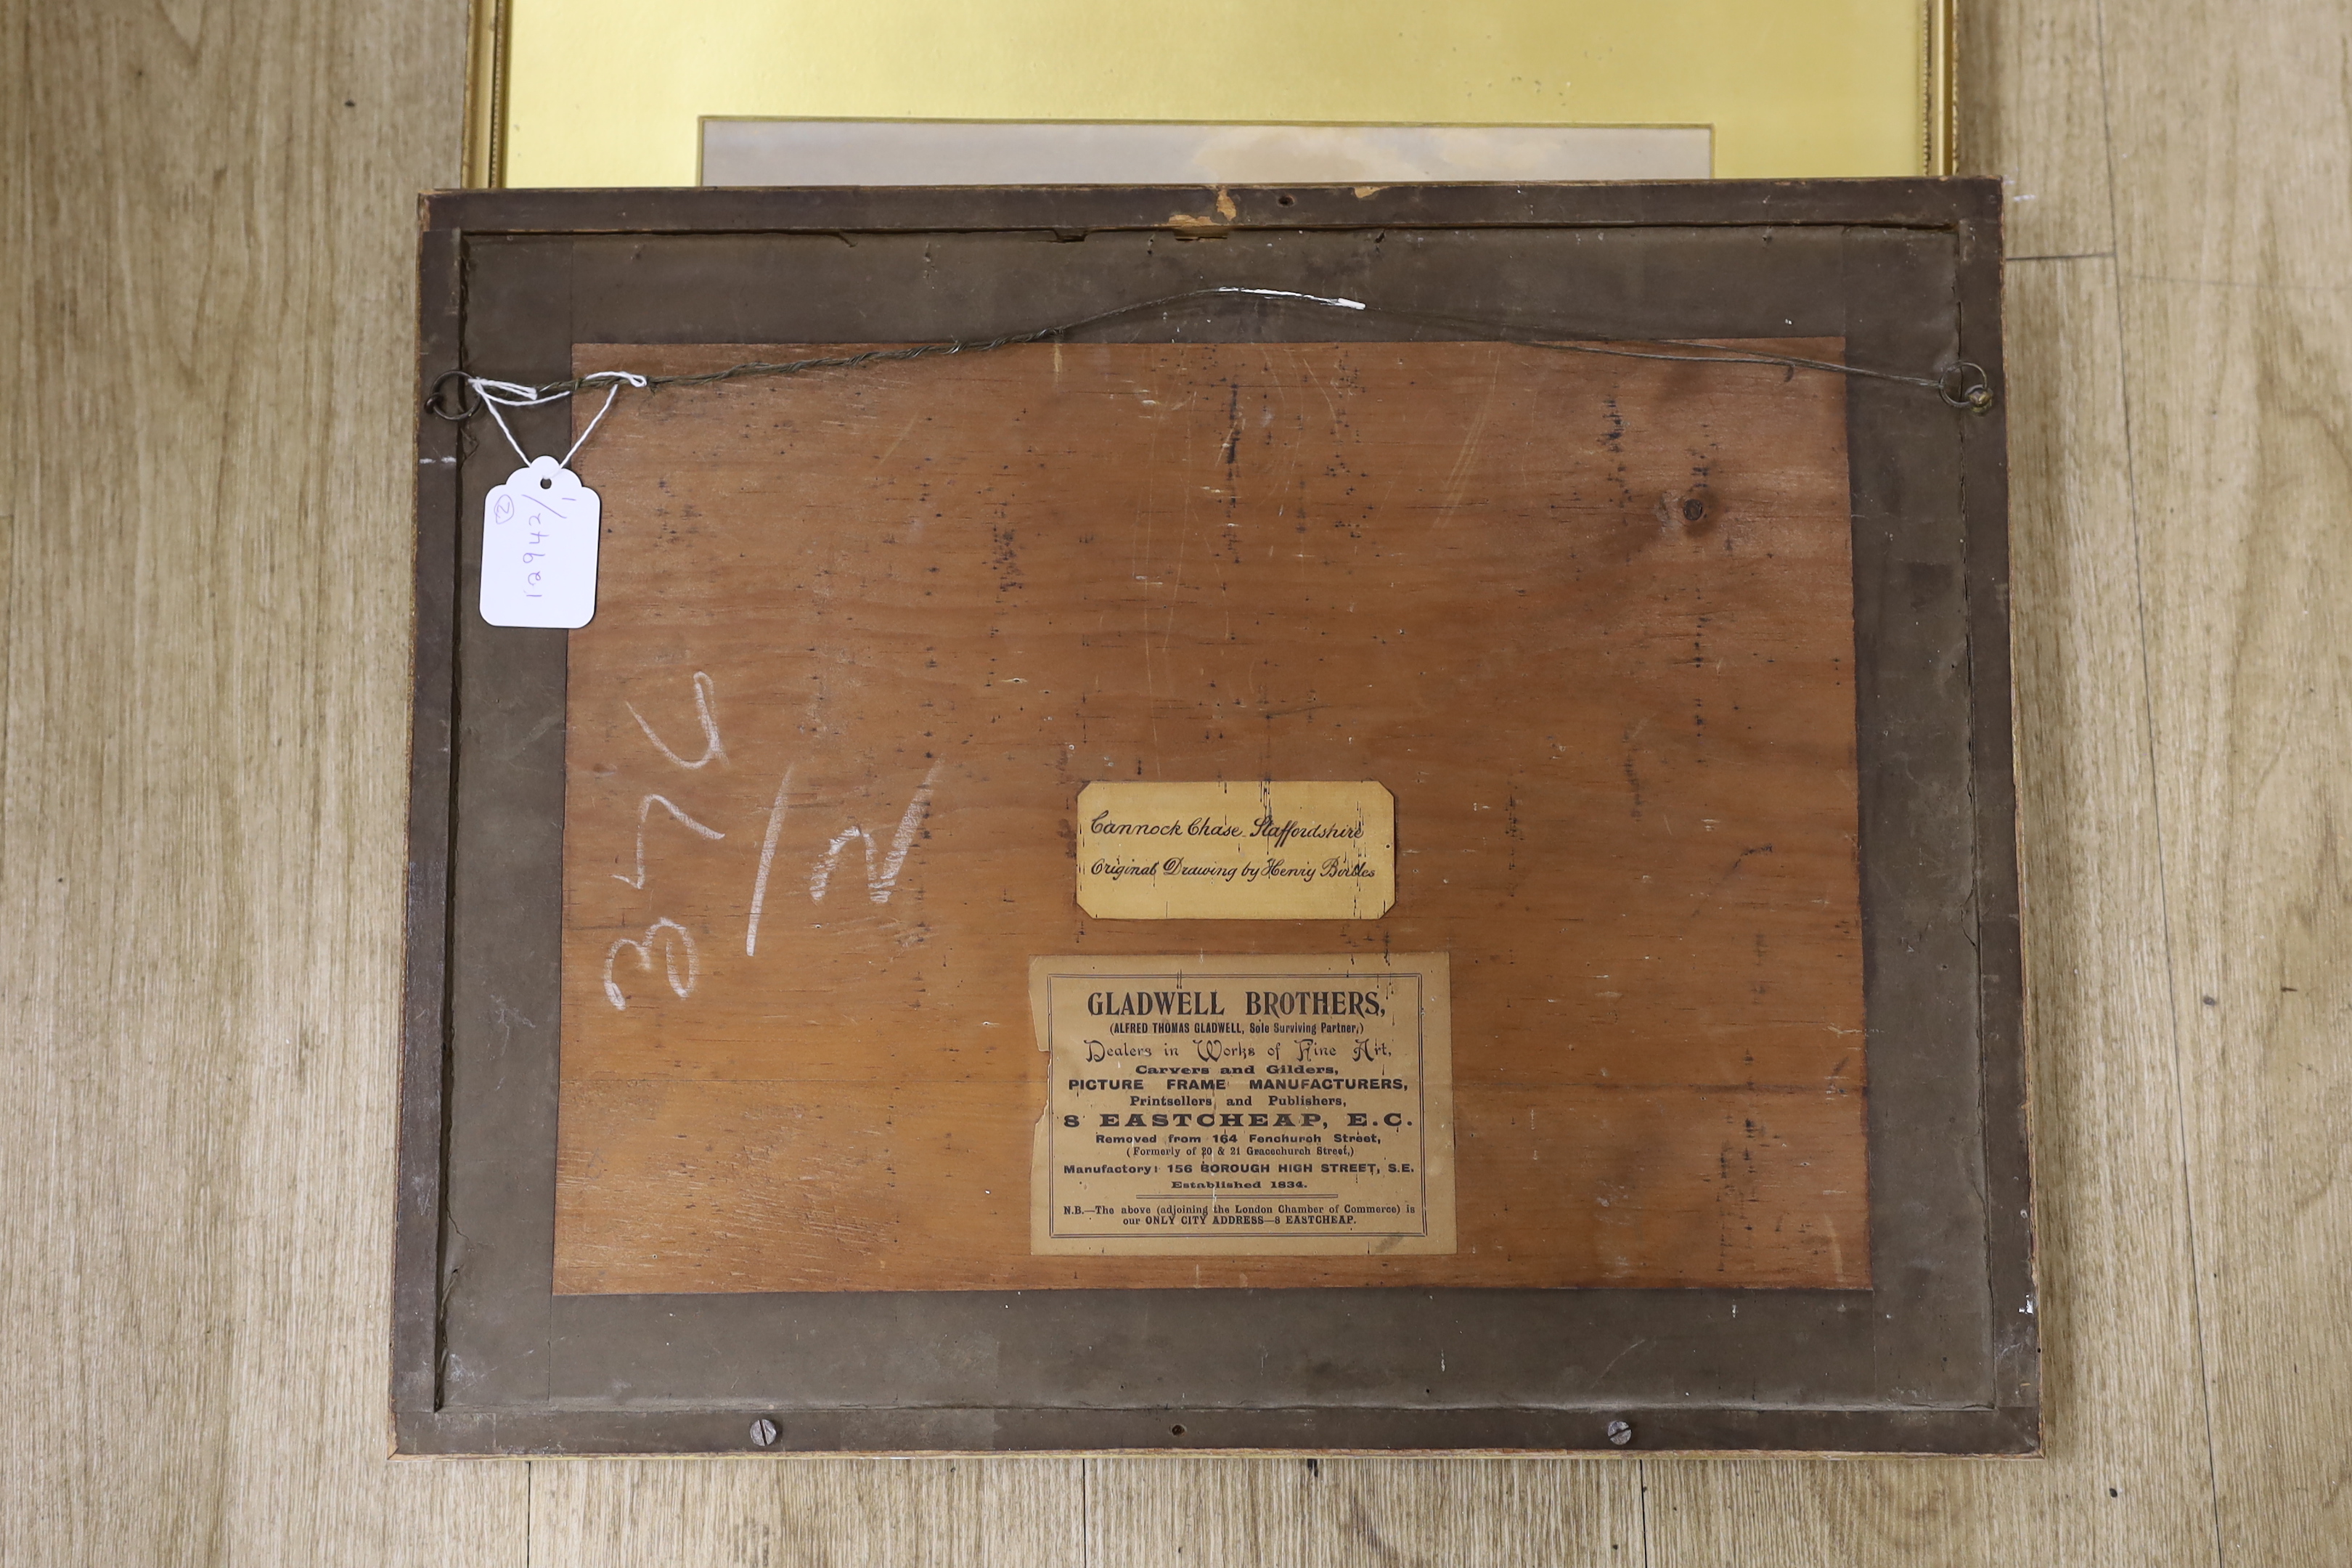 Cannock Chase. Staffordshire
Original Drawing by Henry Birtles
GLADWELL BROTHERS,
(ALFRED THOMAS GLADWELL, Sole Surviving Partner,)
Dealers in Works of Fine Art,
Carvers and Gilders,
PICTURE FRAME MANUFACTURERS,
Printsellers and Publishers,
8 EASTCHEAP, E.C.
Removed from 164 Fenchurch Street,
(Formerly of 20 & 21 Gracechurch Street,)
Manufactory: 156 BOROUGH HIGH STREET, S.E.
Established 1834.
N.B.—The above (adjoining the London Chamber of Commerce) is
our ONLY CITY ADDRESS—8 EASTCHEAP.
2